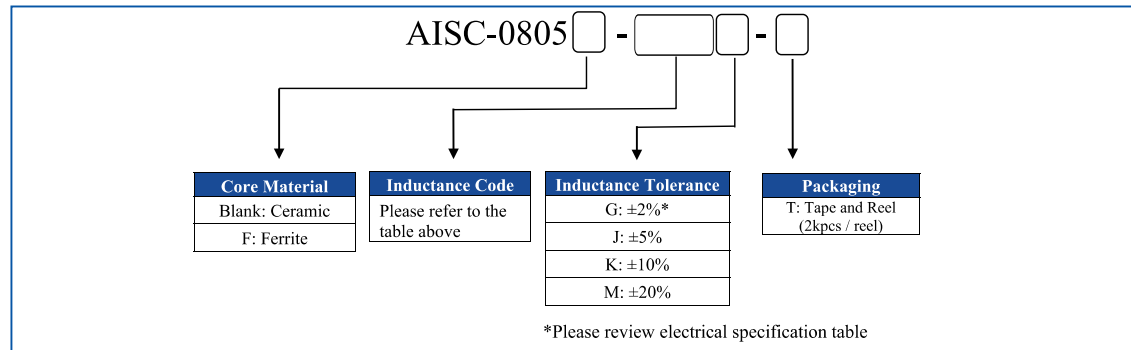 AISC-0805 - -
Core Material
Blank: Ceramic
F: Ferrite
Inductance Code
Please refer to the
table above
Inductance Tolerance
G: ±2%*
J: ±5%
K: ±10%
M: ±20%
Packaging
T: Tape and Reel
(2kpcs / reel)
*Please review electrical specification table